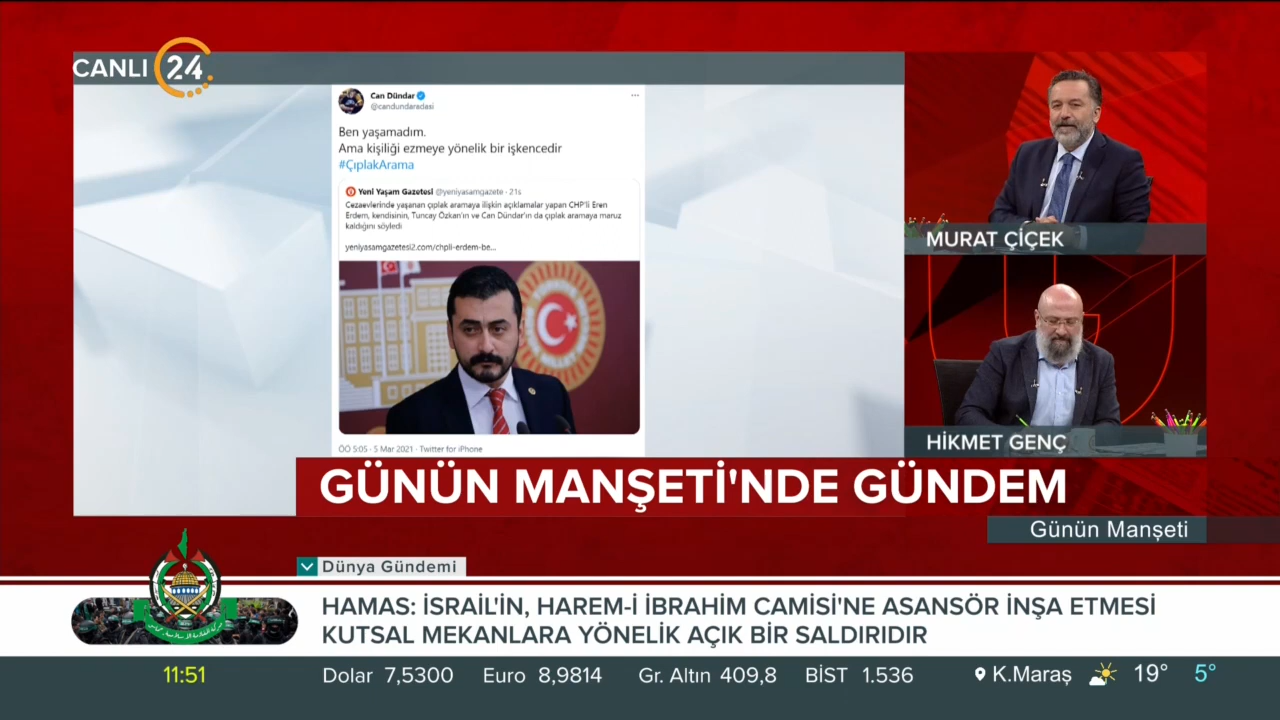 CANLI 24
Can Dündar
@candundaradasi
Ben yaşamadım.
Ama kişiliği ezmeye yönelik bir işkencedir
#ÇıplakArama
Yeni Yaşam Gazetesi @yeniyasamgazete · 21s
Cezaevlerinde yaşanan çıplak aramaya ilişkin açıklamalar yapan CHP'li Eren
Erdem, kendisinin, Tuncay Özkan'ın ve Can Dündar'ın da çıplak aramaya maruz
kaldığını söyledi
yeniyasamgazetesi2.com/chpli-erdem-be...
ÖÖ 5:05 · 5 Mar 2021 · Twitter for iPhone
MURAT ÇİÇEK
HİKMET GENÇ
GÜNÜN MANŞETİ'NDE GÜNDEM
Günün Manşeti
Dünya Gündemi
HAMAS: İSRAİL'İN, HAREM-İ İBRAHİM CAMİSİ'NE ASANSÖR İNŞA ETMESİ
KUTSAL MEKANLARA YÖNELİK AÇIK BİR SALDIRIDIR
11:51 Dolar 7,5300 Euro 8,9814 Gr. Altın 409,8 BİST 1.536 K.Maraş 19° 5°